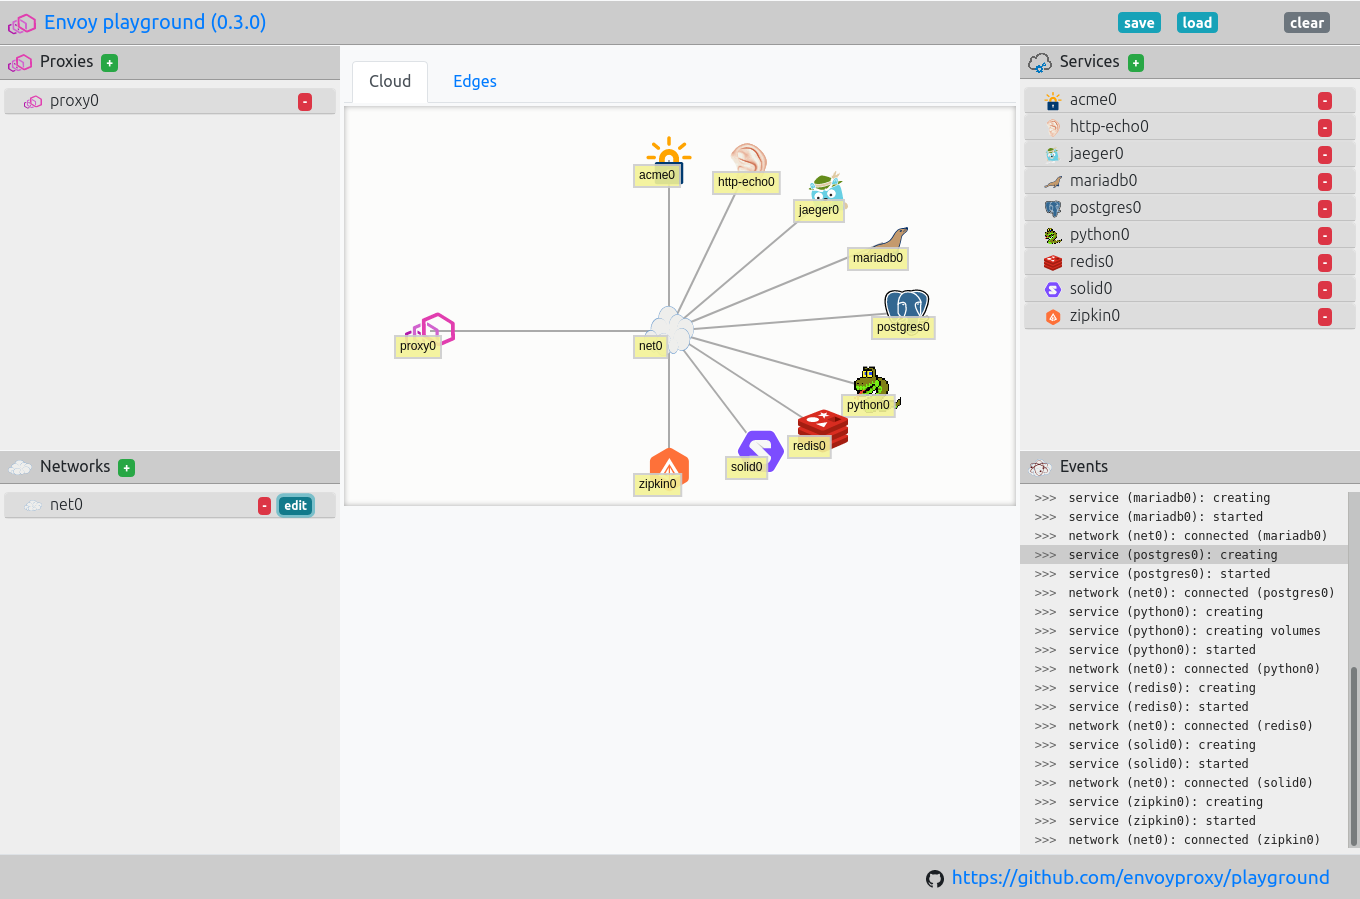 Envoy playground (0.3.0)
save
load
clear
Proxies
+
proxy0
-
Networks
+
net0
-
edit
Cloud
Edges
acme0
http-echo0
jaeger0
mariadb0
postgres0
proxy0
net0
python0
redis0
solid0
zipkin0
Services
+
acme0
-
http-echo0
-
jaeger0
-
mariadb0
-
postgres0
-
python0
-
redis0
-
solid0
-
zipkin0
-
Events
>>> service (mariadb0): creating
>>> service (mariadb0): started
>>> network (net0): connected (mariadb0)
>>> service (postgres0): creating
>>> service (postgres0): started
>>> network (net0): connected (postgres0)
>>> service (python0): creating
>>> service (python0): creating volumes
>>> service (python0): started
>>> network (net0): connected (python0)
>>> service (redis0): creating
>>> service (redis0): started
>>> network (net0): connected (redis0)
>>> service (solid0): creating
>>> service (solid0): started
>>> network (net0): connected (solid0)
>>> service (zipkin0): creating
>>> service (zipkin0): started
>>> network (net0): connected (zipkin0)
https://github.com/envoyproxy/playground